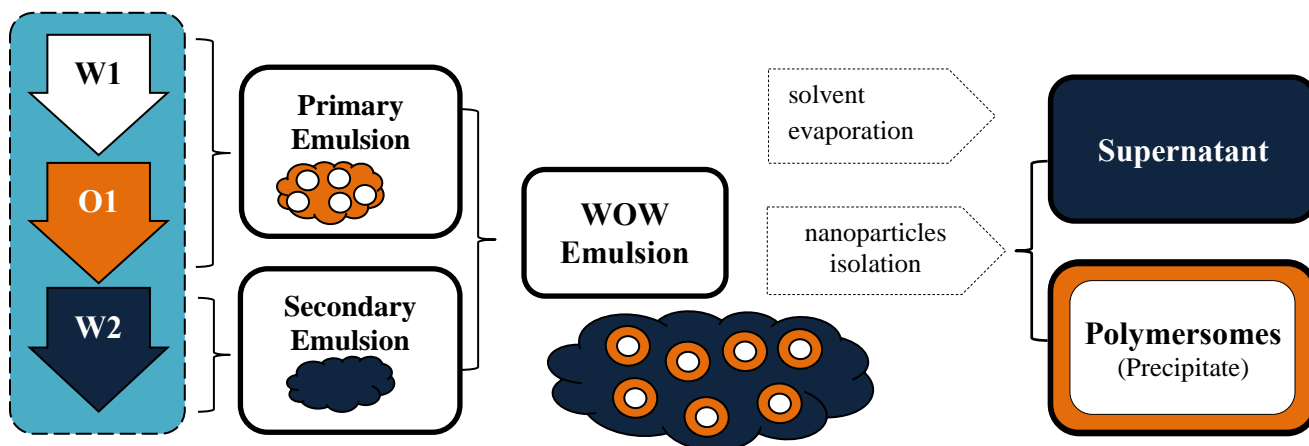 W1
O1
W2
Primary
Emulsion
Secondary
Emulsion
WOW
Emulsion
solvent
evaporation
nanoparticles
isolation
Supernatant
Polymersomes
(Precipitate)